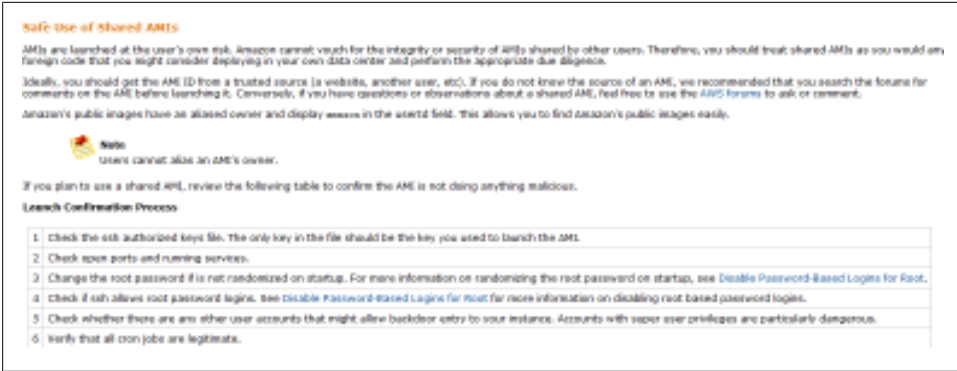 Safe Use of Shared AMIs
AMIs are launched at the user's own risk. Amazon cannot vouch for the integrity or security of AMIs shared by other users. Therefore, you should treat shared AMIs as you would any
foreign code that you might consider deploying in your own data center and perform the appropriate due diligence.
Ideally, you should get the AMI ID from a trusted source (a website, another user, etc). If you do not know the source of an AMI, we recommended that you search the forums for
comments on the AMI before launching it. Conversely, if you have questions or observations about a shared AMI, feel free to use the AWS forums to ask or comment.
Amazon's public images have an aliased owner and display amazon in the userId field. This allows you to find Amazon's public images easily.
Note
Users cannot alias an AMI's owner.
If you plan to use a shared AMI, review the following table to confirm the AMI is not doing anything malicious.
Launch Confirmation Process
1 Check the ssh authorized keys file. The only key in the file should be the key you used to launch the AMI.
2 Check open ports and running services.
3 Change the root password if is not randomized on startup. For more information on randomizing the root password on startup, see Disable Password-Based Logins for Root.
4 Check if ssh allows root password logins. See Disable Password-Based Logins for Root for more information on disabling root based password logins.
5 Check whether there are any other user accounts that might allow backdoor entry to your instance. Accounts with super user privileges are particularly dangerous.
6 Verify that all cron jobs are legitimate.